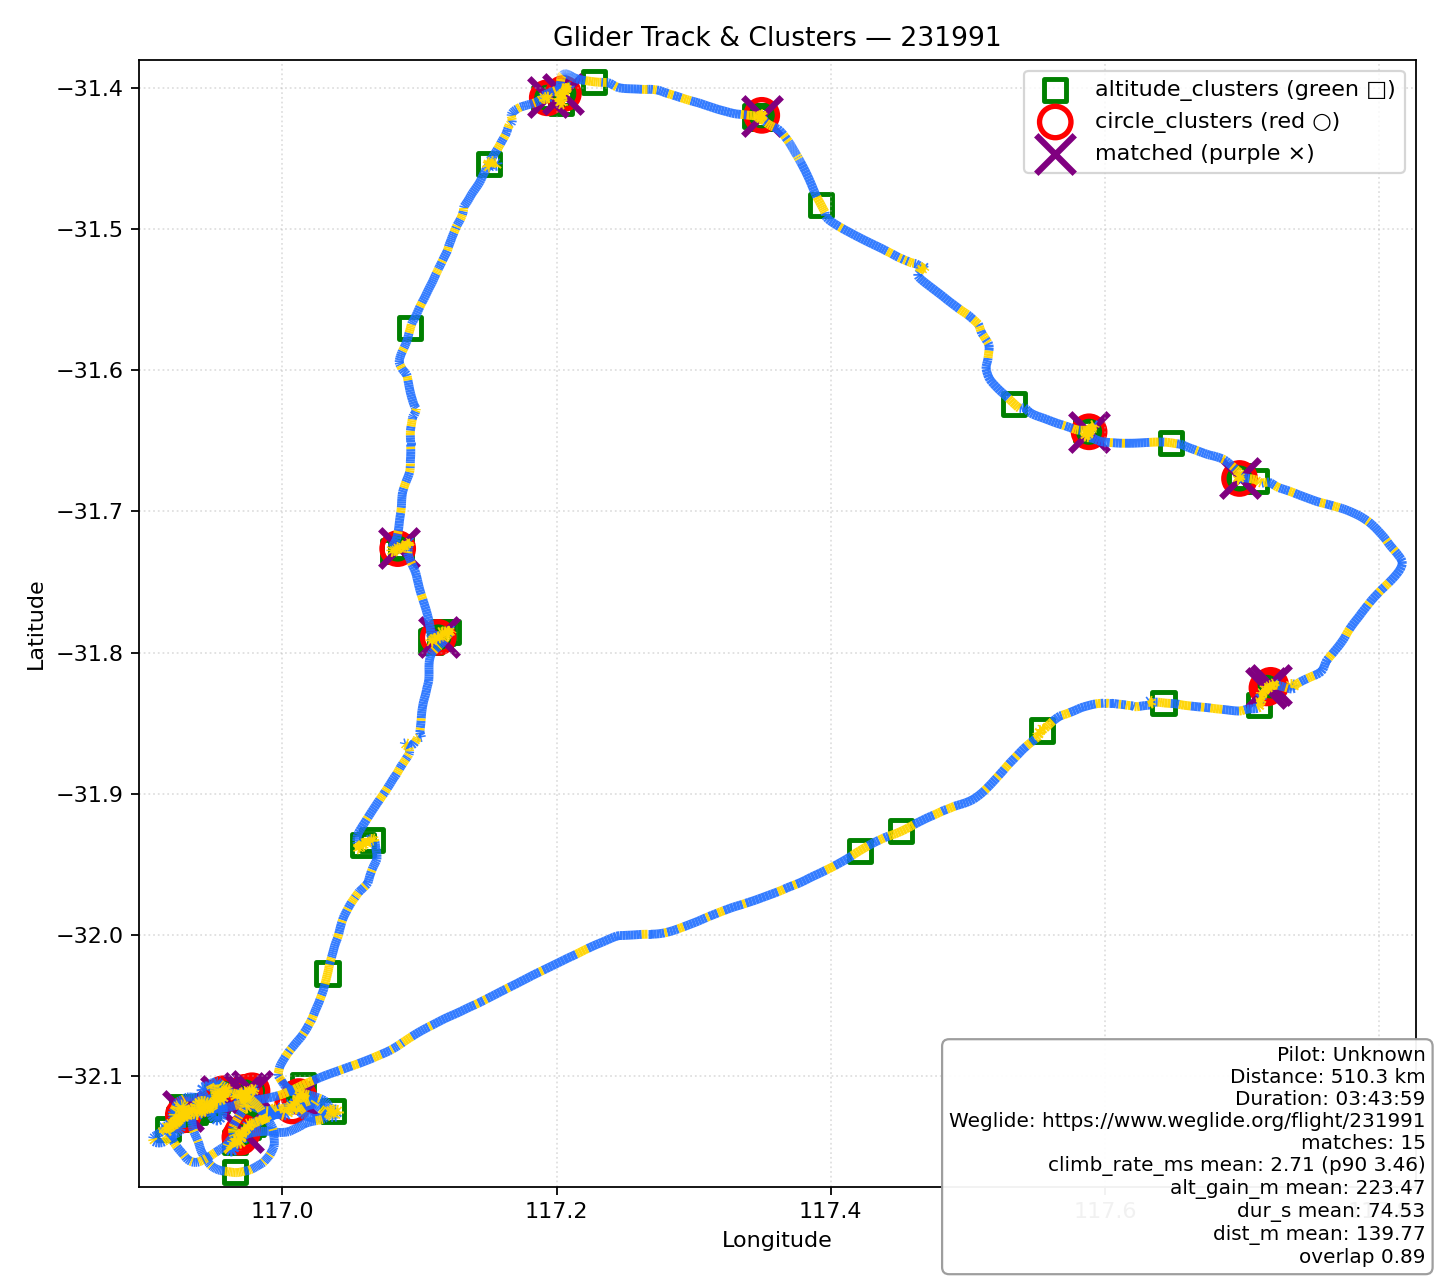 Glider Track & Clusters — 231991
altitude_clusters (green □)
circle_clusters (red ○)
matched (purple ×)
−31.4
−31.5
−31.6
−31.7
−31.8
−31.9
−32.0
−32.1
Latitude
117.0
117.2
117.4
117.6
Longitude
Pilot: Unknown
Distance: 510.3 km
Duration: 03:43:59
Weglide: https://www.weglide.org/flight/231991
matches: 15
climb_rate_ms mean: 2.71 (p90 3.46)
alt_gain_m mean: 223.47
dur_s mean: 74.53
dist_m mean: 139.77
overlap 0.89